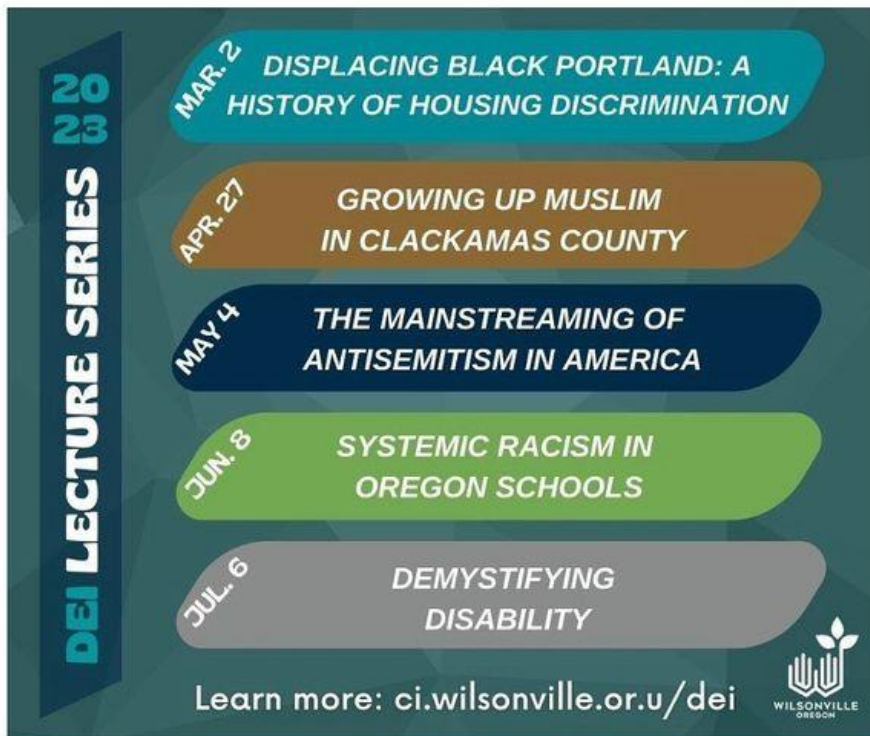 2023 DEI LECTURE SERIES
MAR. 2
DISPLACING BLACK PORTLAND: A
HISTORY OF HOUSING DISCRIMINATION
APR. 27
GROWING UP MUSLIM
IN CLACKAMAS COUNTY
MAY 4
THE MAINSTREAMING OF
ANTISEMITISM IN AMERICA
JUN. 8
SYSTEMIC RACISM IN
OREGON SCHOOLS
JUL. 6
DEMYSTIFYING
DISABILITY
Learn more: ci.wilsonville.or.u/dei
WILSONVILLE
OREGON